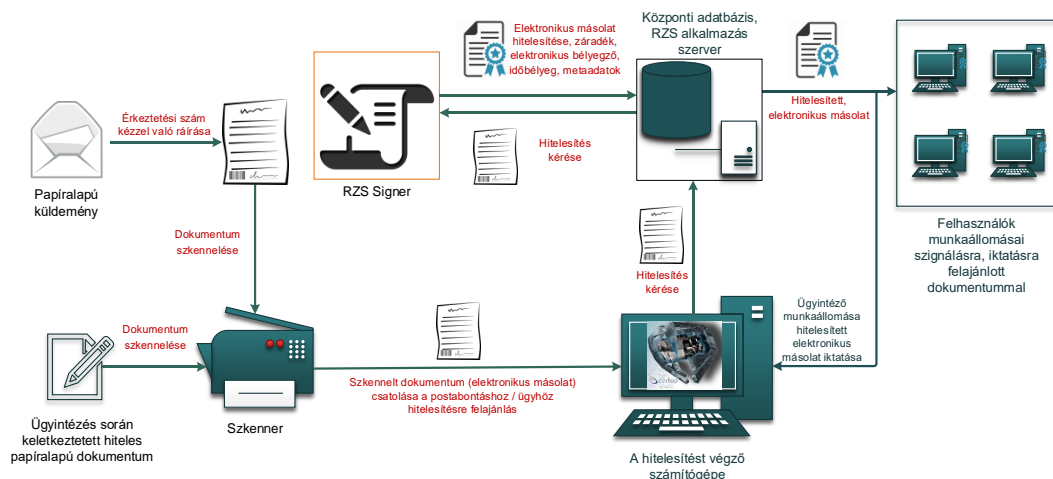 Elektronikus másolat
hitelesítése, záradék,
elektronikus bélyegző,
időbélyeg, metaadatok
Központi adatbázis,
RZS alkalmazás
szerver
Érkeztetési szám
kézzel való ráírása
Hitelesített,
elektronikus másolat
Hitelesítés
kérése
Papíralapú
küldemény
RZS Signer
Dokumentum
szkennelése
Felhasználók
munkaállomásai
szignálásra, iktatásra
felajánlott
dokumentummal
Hitelesítés
kérése
Ügyintéző
munkaállomása
hitelesített
elektronikus
másolat iktatása
Dokumentum
szkennelése
Szkennelt dokumentum (elektronikus másolat)
csatolása a postabontáshoz / ügyhöz
hitelesítésre felajánlás
Ügyintézés során
keletkeztetett hiteles
papíralapú dokumentum
Szkenner
A hitelesítést végző
számítógépe